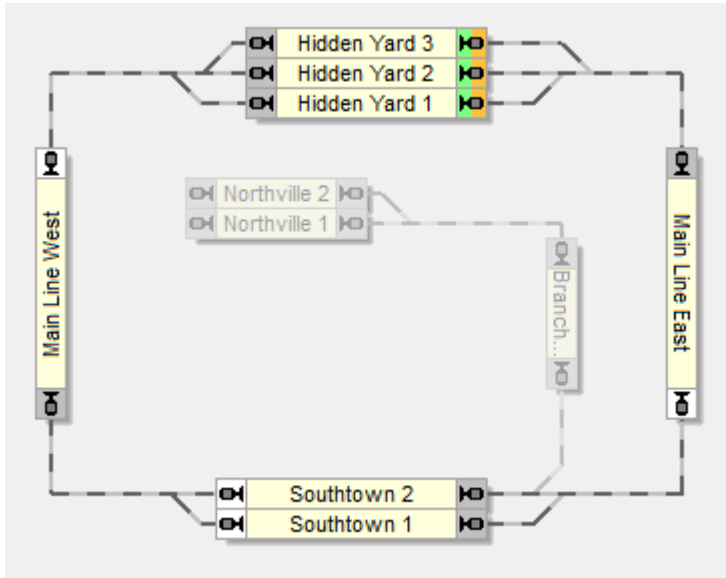 Hidden Yard 3
Hidden Yard 2
Hidden Yard 1
Northville 2
Northville 1
Main Line West
Main Line East
Branch...
Southtown 2
Southtown 1